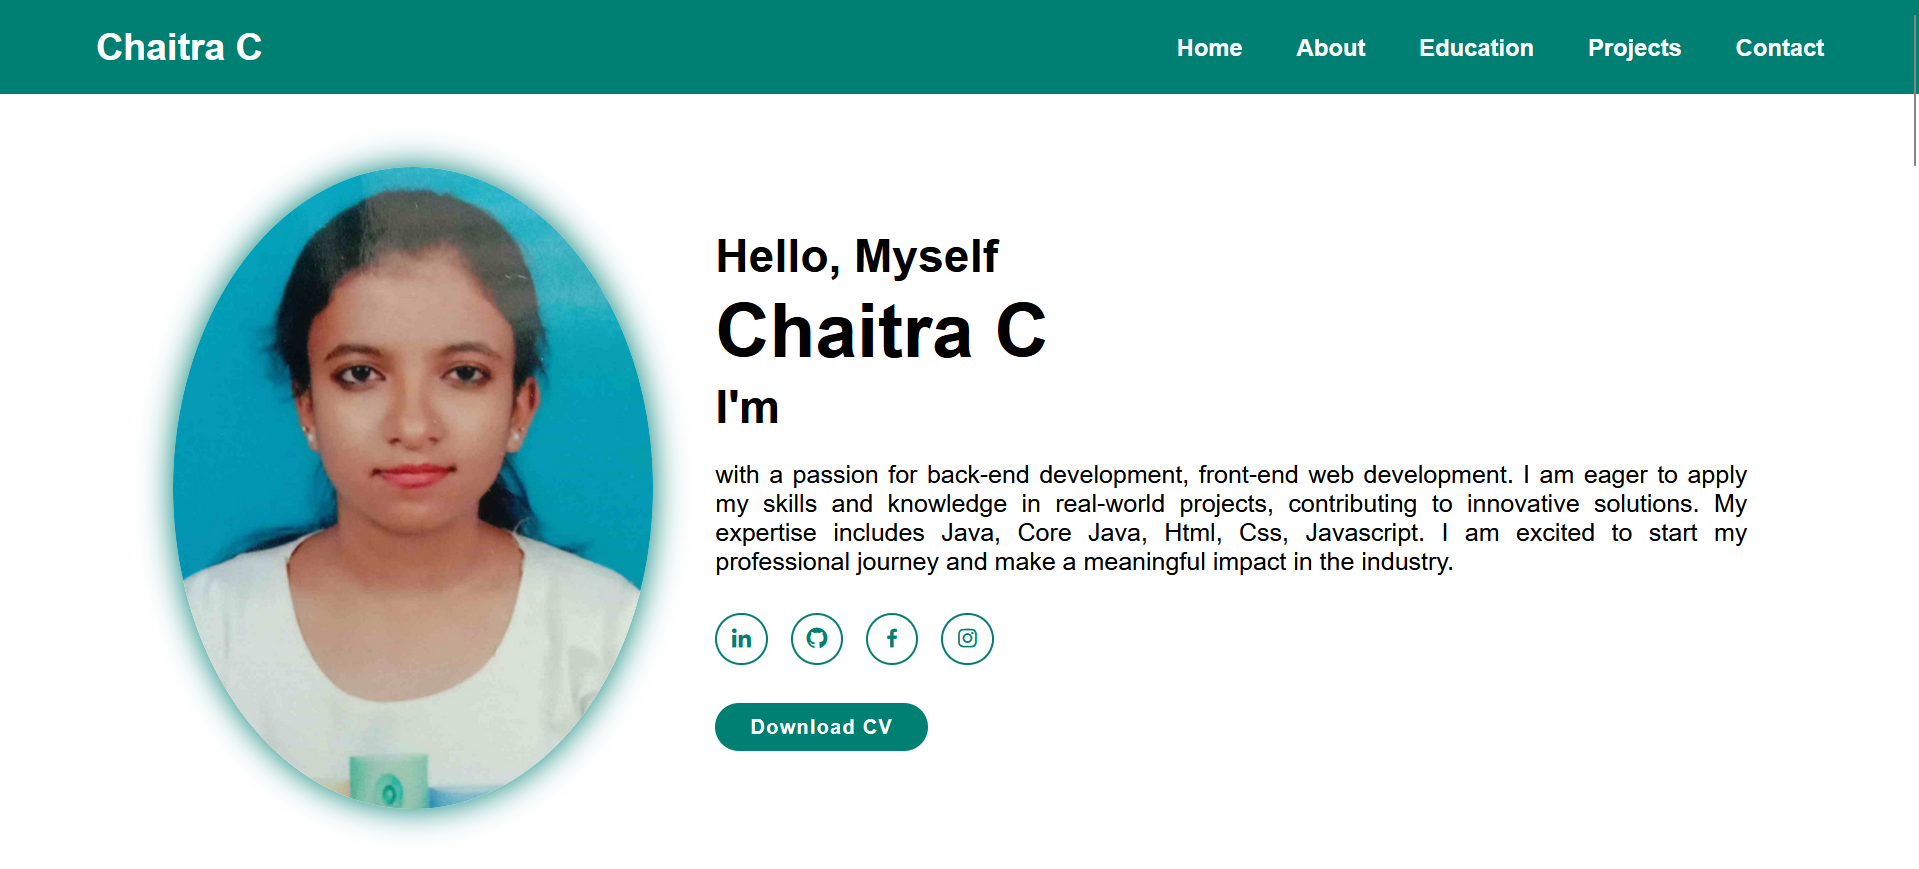 Chaitra C
Home About Education Projects Contact
Hello, Myself
Chaitra C
I'm
with a passion for back-end development, front-end web development. I am eager to apply
my skills and knowledge in real-world projects, contributing to innovative solutions. My
expertise includes Java, Core Java, Html, Css, Javascript. I am excited to start my
professional journey and make a meaningful impact in the industry.
Download CV